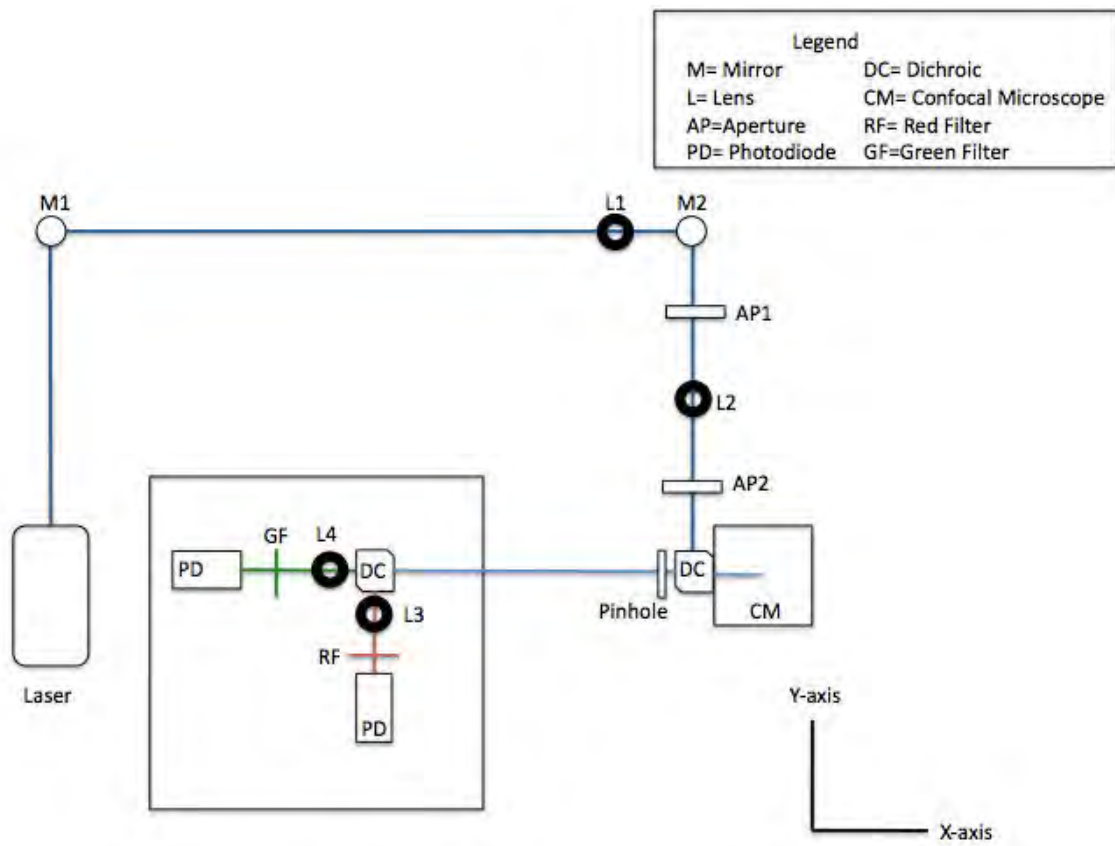 Legend
M= Mirror DC= Dichroic
L= Lens CM= Confocal Microscope
AP=Aperture RF= Red Filter
PD= Photodiode GF=Green Filter
M1
L1
M2
AP1
L2
AP2
GF
L4
PD
DC
DC
L3
Pinhole
CM
RF
PD
Laser
Y-axis
X-axis